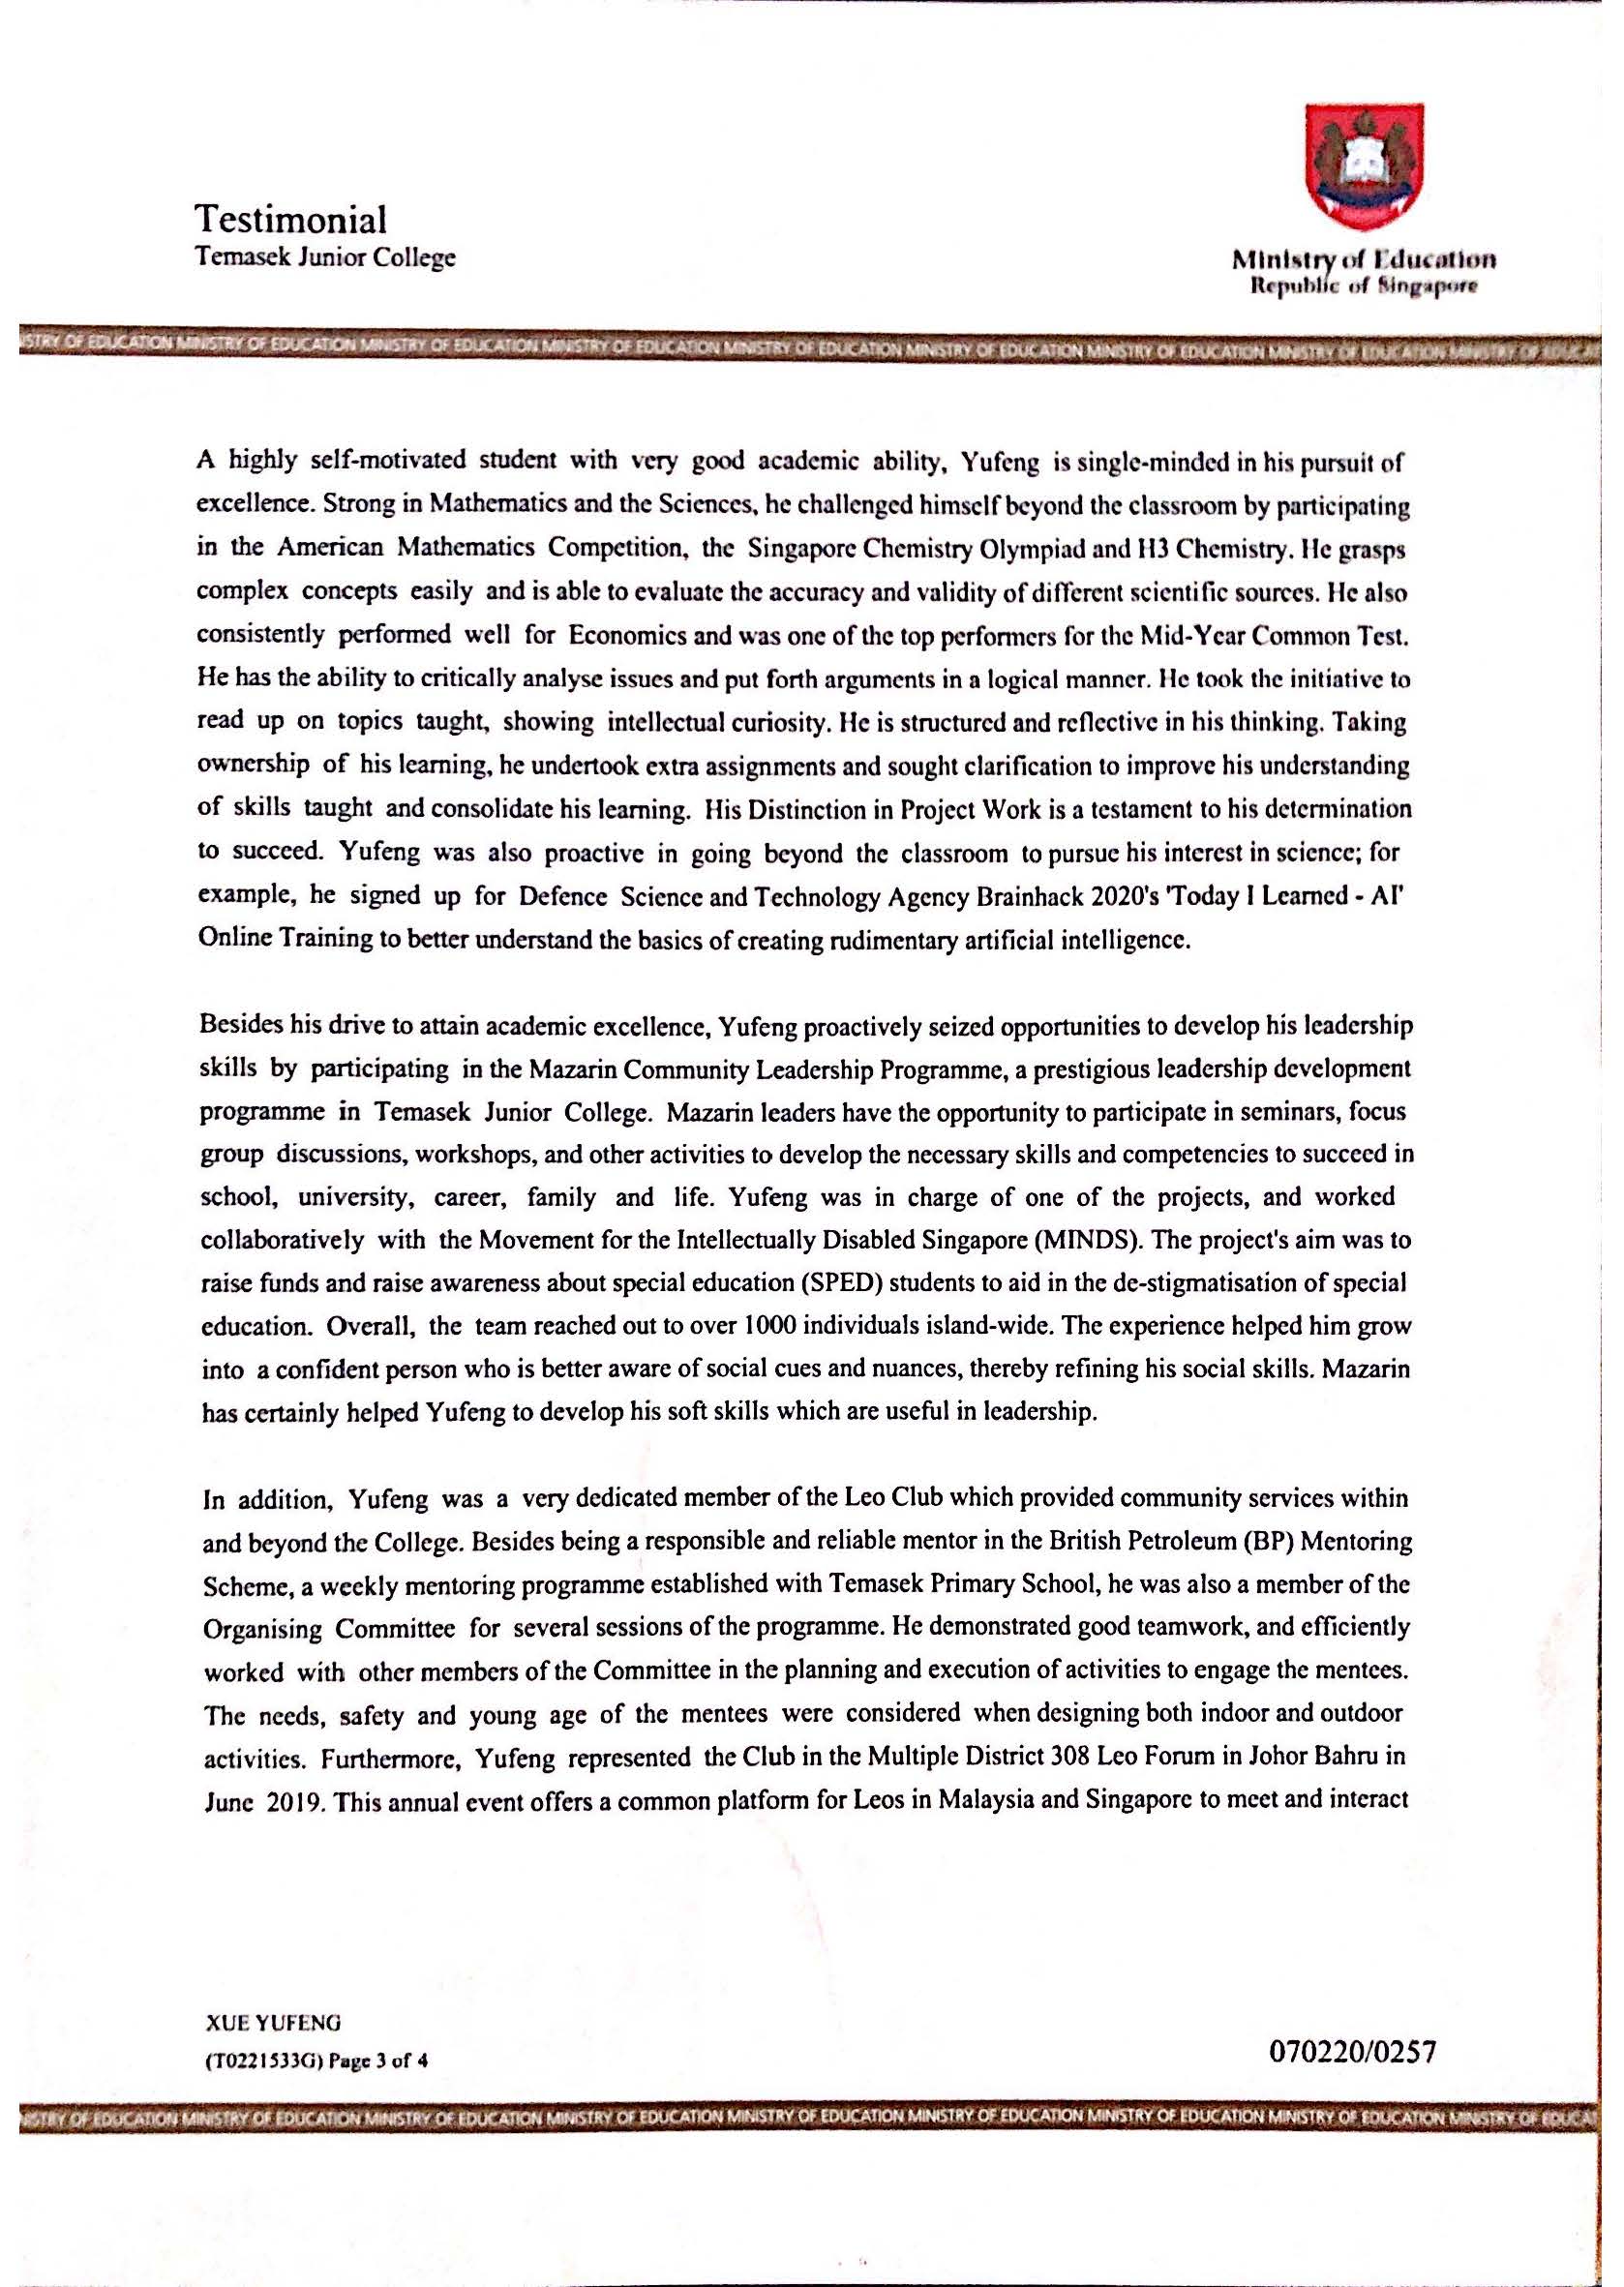 Testimonial
Temasek Junior College
Ministry of Education
Republic of Singapore
ISTRY OF EDUCATION MINISTRY OF EDUCATION MINISTRY OF EDUCATION MINISTRY OF EDUCATION MINISTRY OF EDUCATION MINISTRY OF EDUCATION MINISTRY OF EDUCATION MINISTRY OF EDUCATION MINISTRY OF EDUCA
A highly self-motivated student with very good academic ability, Yufeng is single-minded in his pursuit of
excellence. Strong in Mathematics and the Sciences, he challenged himself beyond the classroom by participating
in the American Mathematics Competition, the Singapore Chemistry Olympiad and H3 Chemistry. He grasps
complex concepts easily and is able to evaluate the accuracy and validity of different scientific sources. He also
consistently performed well for Economics and was one of the top performers for the Mid-Year Common Test.
He has the ability to critically analyse issues and put forth arguments in a logical manner. He took the initiative to
read up on topics taught, showing intellectual curiosity. He is structured and reflective in his thinking. Taking
ownership of his learning, he undertook extra assignments and sought clarification to improve his understanding
of skills taught and consolidate his learning. His Distinction in Project Work is a testament to his determination
to succeed. Yufeng was also proactive in going beyond the classroom to pursue his interest in science; for
example, he signed up for Defence Science and Technology Agency Brainhack 2020's 'Today I Learned - AI'
Online Training to better understand the basics of creating rudimentary artificial intelligence.
Besides his drive to attain academic excellence, Yufeng proactively seized opportunities to develop his leadership
skills by participating in the Mazarin Community Leadership Programme, a prestigious leadership development
programme in Temasek Junior College. Mazarin leaders have the opportunity to participate in seminars, focus
group discussions, workshops, and other activities to develop the necessary skills and competencies to succeed in
school, university, career, family and life. Yufeng was in charge of one of the projects, and worked
collaboratively with the Movement for the Intellectually Disabled Singapore (MINDS). The project's aim was to
raise funds and raise awareness about special education (SPED) students to aid in the de-stigmatisation of special
education. Overall, the team reached out to over 1000 individuals island-wide. The experience helped him grow
into a confident person who is better aware of social cues and nuances, thereby refining his social skills. Mazarin
has certainly helped Yufeng to develop his soft skills which are useful in leadership.
In addition, Yufeng was a very dedicated member of the Leo Club which provided community services within
and beyond the College. Besides being a responsible and reliable mentor in the British Petroleum (BP) Mentoring
Scheme, a weekly mentoring programme established with Temasek Primary School, he was also a member of the
Organising Committee for several sessions of the programme. He demonstrated good teamwork, and efficiently
worked with other members of the Committee in the planning and execution of activities to engage the mentees.
The needs, safety and young age of the mentees were considered when designing both indoor and outdoor
activities. Furthermore, Yufeng represented the Club in the Multiple District 308 Leo Forum in Johor Bahru in
June 2019. This annual event offers a common platform for Leos in Malaysia and Singapore to meet and interact
XUE YUFENG
(T0221533G) Page 3 of 4
070220/0257
ISTRY OF EDUCATION MINISTRY OF EDUCATION MINISTRY OF EDUCATION MINISTRY OF EDUCATION MINISTRY OF EDUCATION MINISTRY OF EDUCATION MINISTRY OF EDUCATION MINISTRY OF EDUCATION MINISTRY OF EDUCA